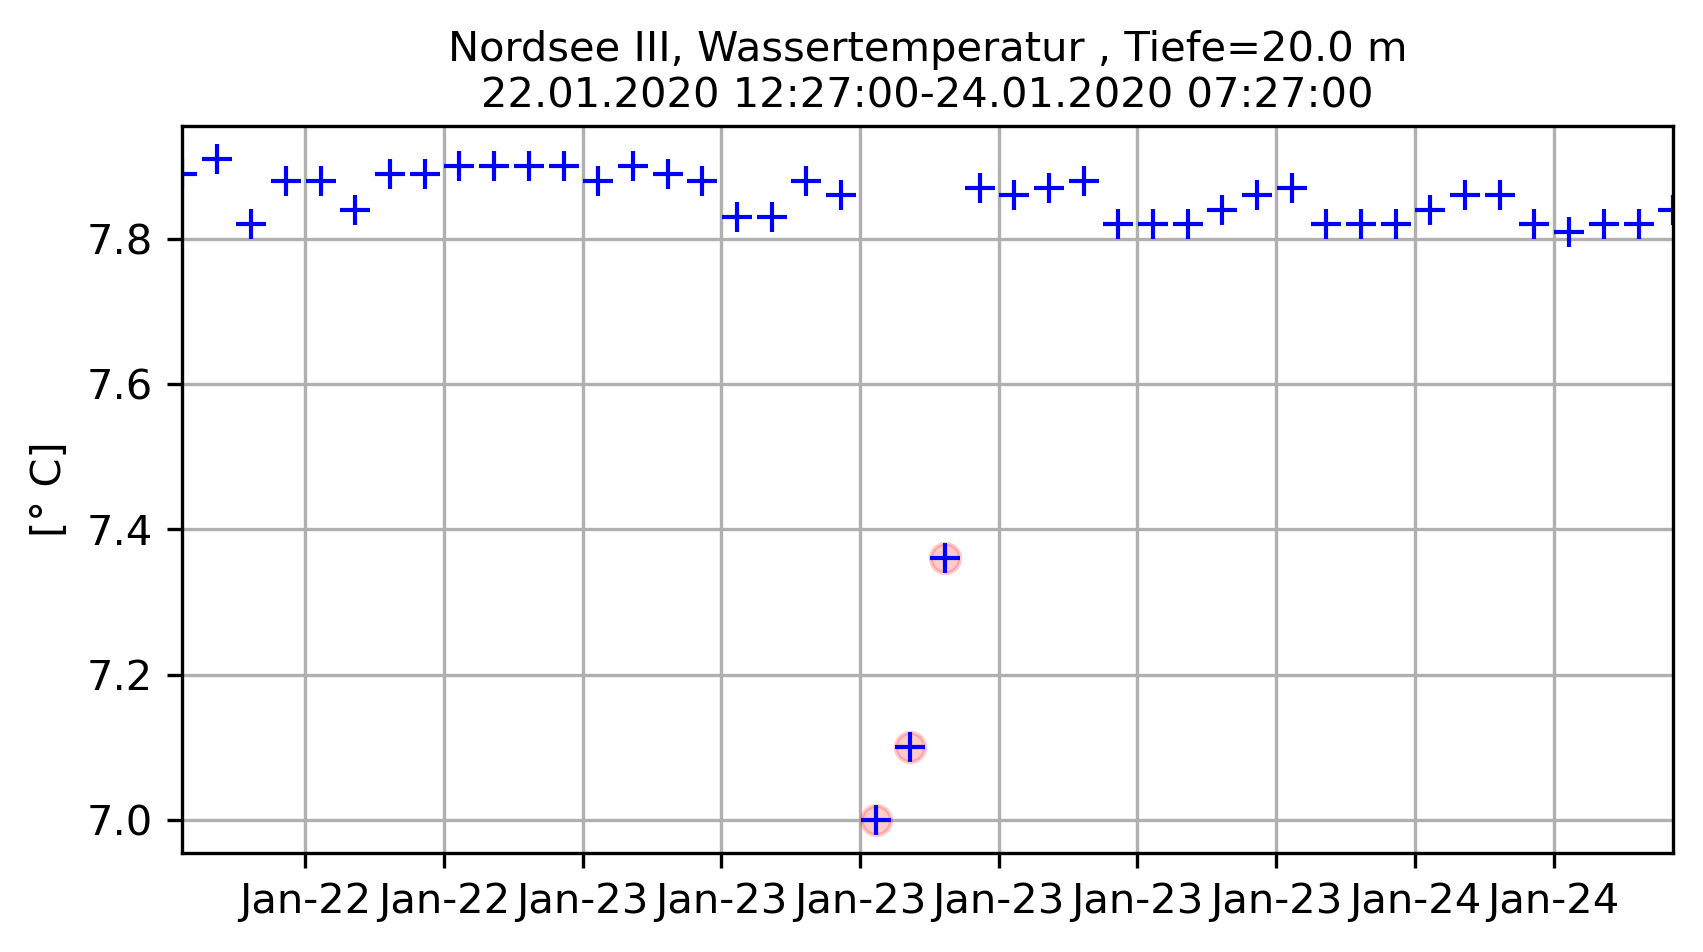 Nordsee III, Wassertemperatur , Tiefe=20.0 m
22.01.2020 12:27:00-24.01.2020 07:27:00
[° C]
7.8
7.6
7.4
7.2
7.0
Jan-22 Jan-22 Jan-23 Jan-23 Jan-23 Jan-23 Jan-23 Jan-23 Jan-24 Jan-24